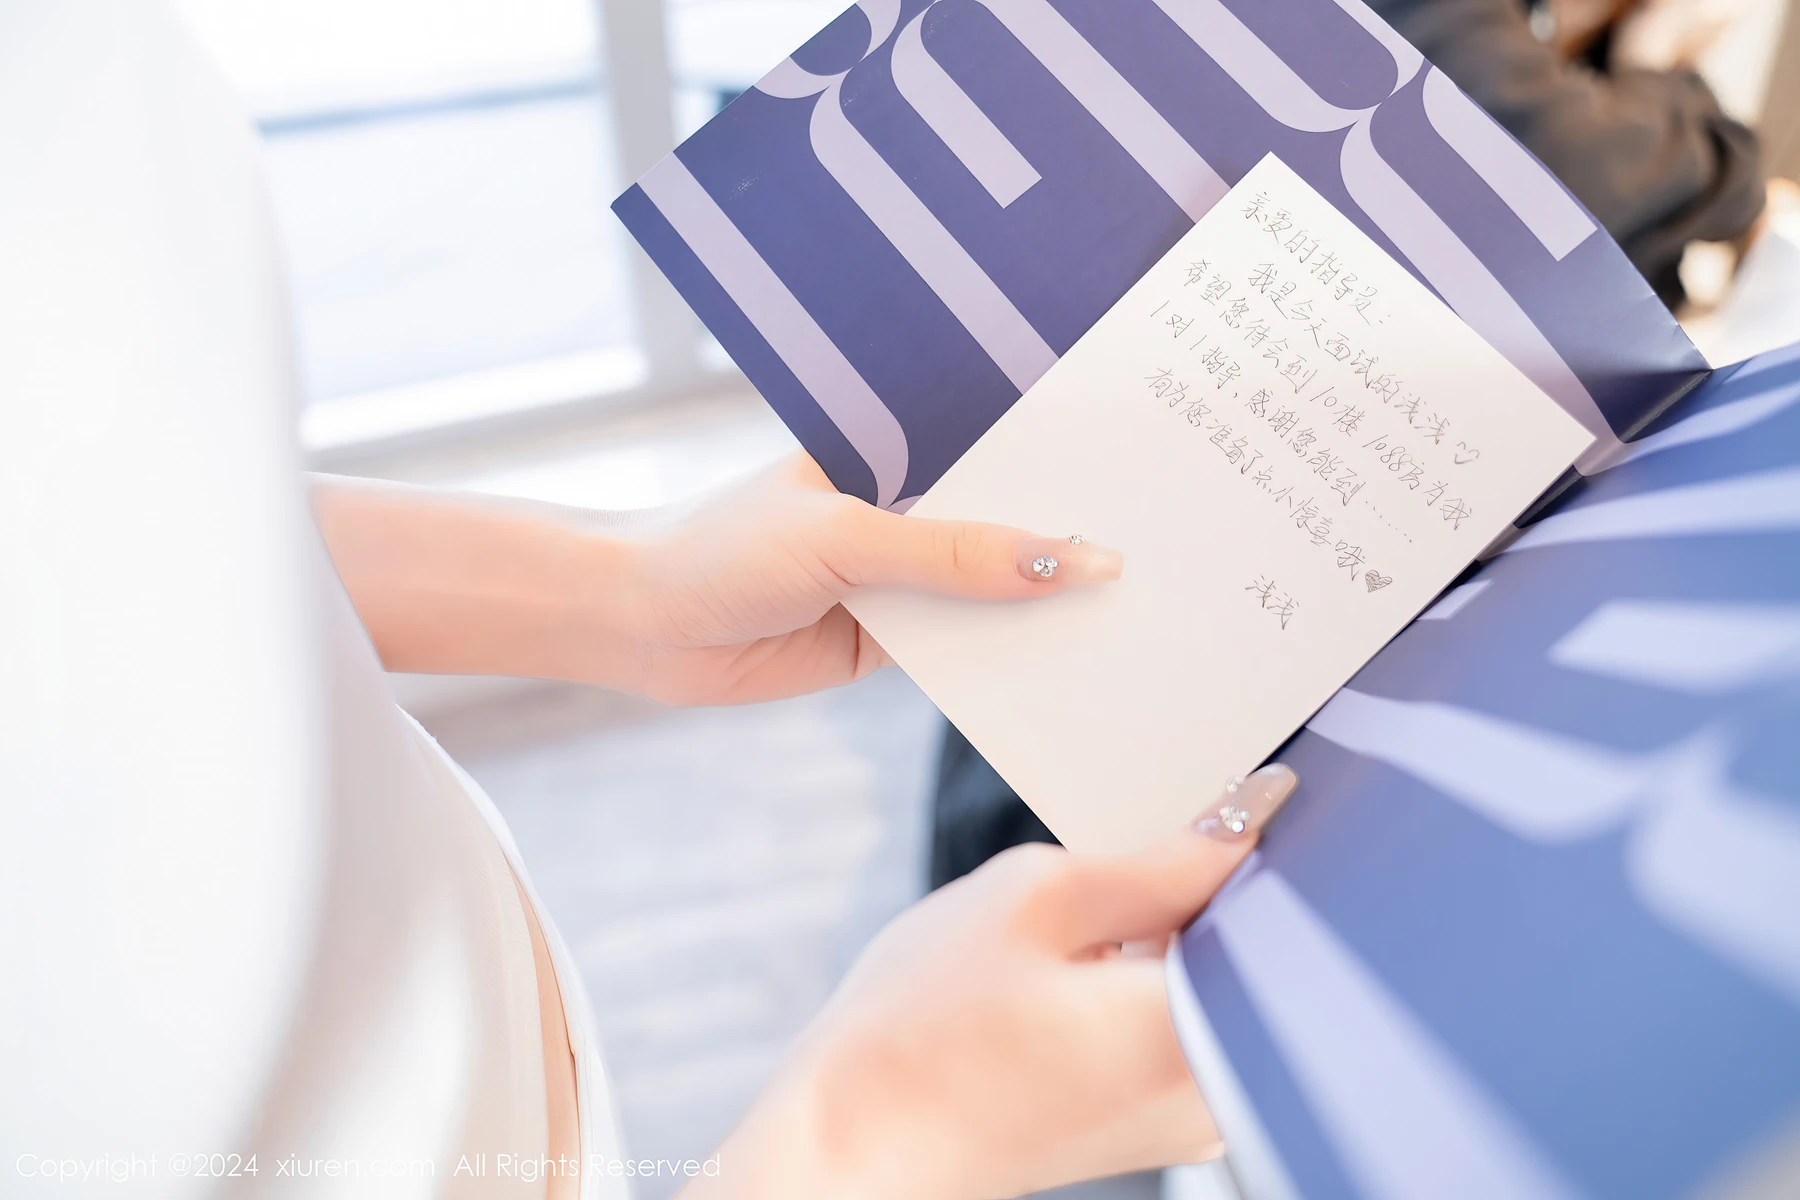 亲爱的指导员：
我是今天面试的浅浅
希望您待会到10楼1088房为我
1对1指导，感谢您能到……
有为您准备了点小惊喜哦♥
浅浅
Copyright @2024 xiuren.com All Rights Reserved